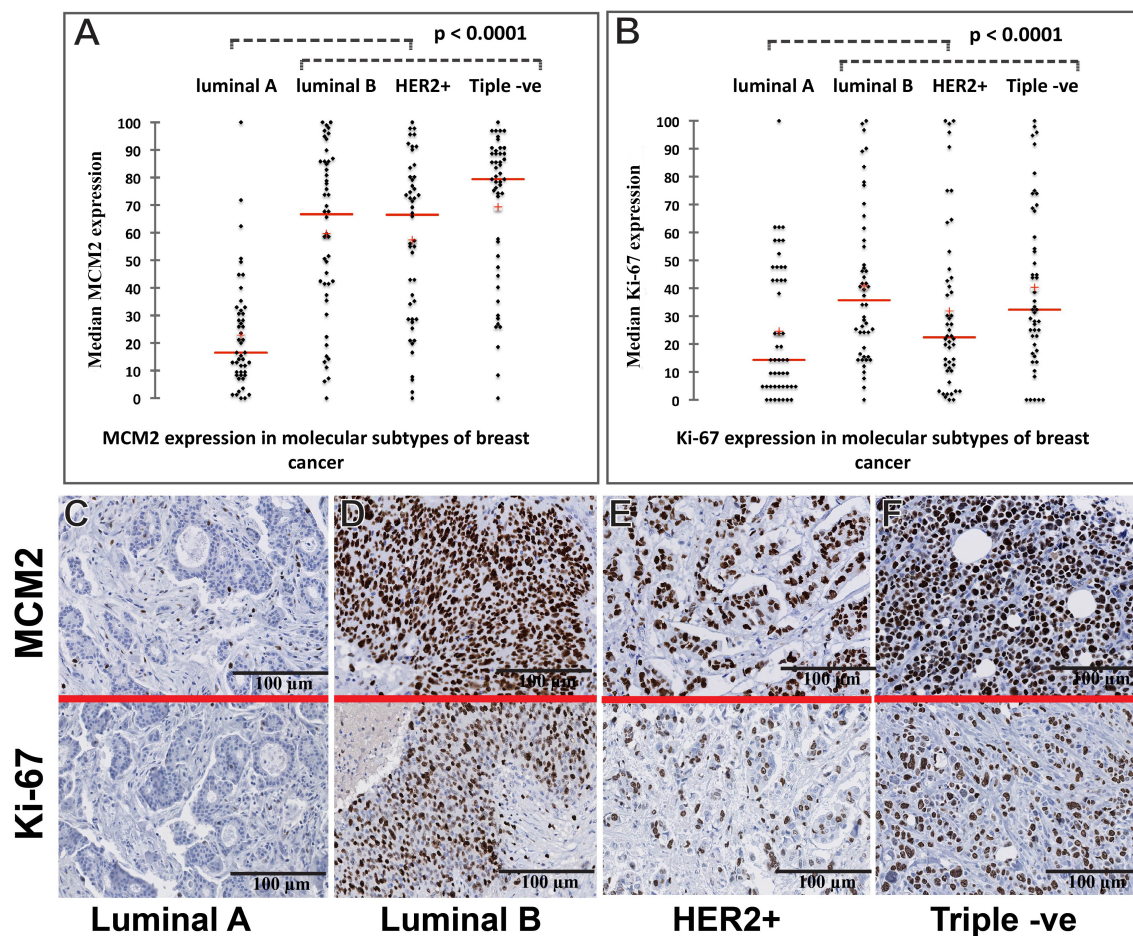 A
p < 0.0001
luminal A luminal B HER2+ Tiple -ve
Median MCM2 expression
100
90
80
70
60
50
40
30
20
10
0
MCM2 expression in molecular subtypes of breast
cancer
B
p < 0.0001
luminal A luminal B HER2+ Triple -ve
Median Ki-67 expression
100
90
80
70
60
50
40
30
20
10
0
Ki-67 expression in molecular subtypes of breast
cancer
MCM2
C
100 µm
D
100 µm
E
100 µm
F
100 µm
Ki-67
100 µm
100 µm
100 µm
100 µm
Luminal A Luminal B HER2+ Triple -ve